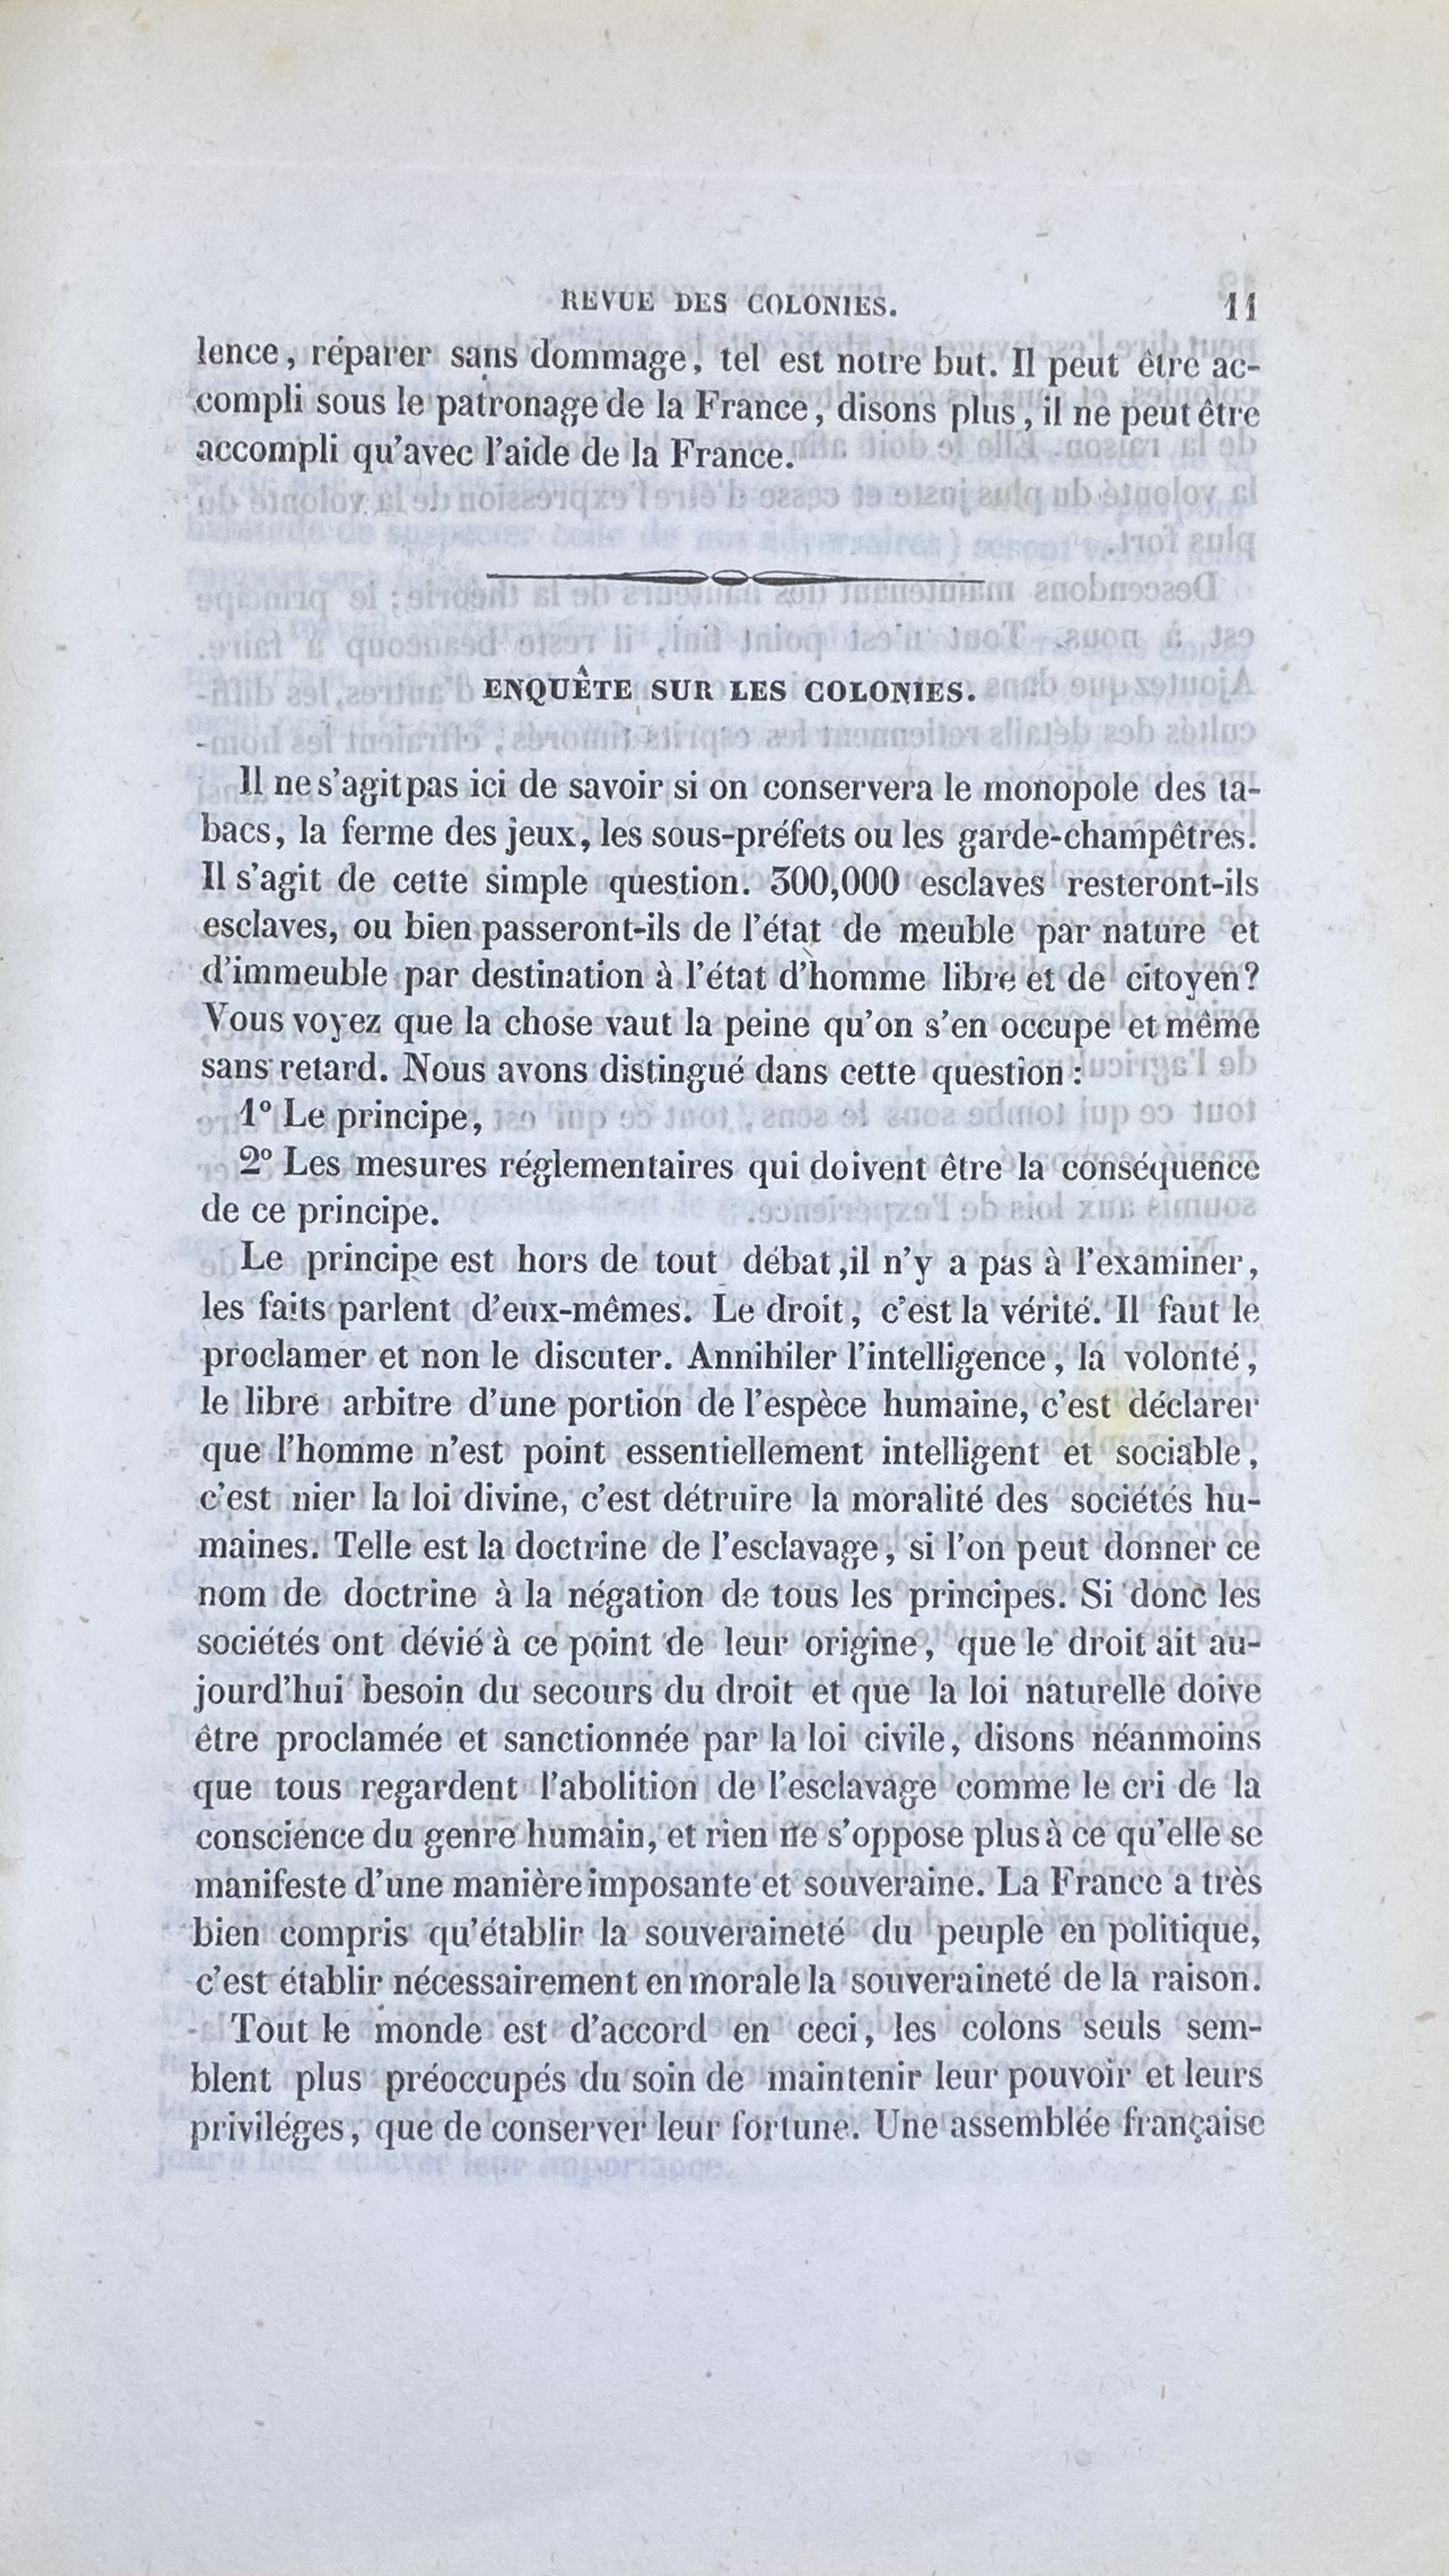 REVUE DES COLONIES. 11
lence, réparer sans dommage, tel est notre but. Il peut être ac-
compli sous le patronage de la France, disons plus, il ne peut être
accompli qu'avec l'aide de la France.
ENQUÊTE SUR LES COLONIES.
Il ne s'agit pas ici de savoir si on conservera le monopole des ta-
bacs, la ferme des jeux, les sous-préfets ou les garde-champêtres.
Il s'agit de cette simple question. 300,000 esclaves resteront-ils
esclaves, ou bien passeront-ils de l'état de meuble par nature et
d'immeuble par destination à l'état d'homme libre et de citoyen?
Vous voyez que la chose vaut la peine qu'on s'en occupe et même
sans retard. Nous avons distingué dans cette question :
1° Le principe,
2° Les mesures réglementaires qui doivent être la conséquence
de ce principe.
Le principe est hors de tout débat ,il n'y a pas à l'examiner,
les faits parlent d'eux-mêmes. Le droit, c'est la vérité. Il faut le
proclamer et non le discuter. Annihiler l'intelligence, la volonté,
le libre arbitre d'une portion de l'espèce humaine, c'est déclarer
que l'homme n'est point essentiellement intelligent et sociable,
c'est nier la loi divine, c'est détruire la moralité des sociétés hu-
maines. Telle est la doctrine de l'esclavage, si l'on peut donner ce
nom de doctrine à la négation de tous les principes. Si donc les
sociétés ont dévié à ce point de leur origine, que le droit ait au-
jourd'hui besoin du secours du droit et que la loi naturelle doive
être proclamée et sanctionnée par la loi civile, disons néanmoins
que tous regardent l'abolition de l'esclavage comme le cri de la
conscience du genre humain, et rien ne s'oppose plus à ce qu'elle se
manifeste d'une manière imposante et souveraine. La France a très
bien compris qu'établir la souveraineté du peuple en politique,
c'est établir nécessairement en morale la souveraineté de la raison.
Tout le monde est d'accord en ceci, les colons seuls sem-
blent plus préoccupés du soin de maintenir leur pouvoir et leurs
priviléges, que de conserver leur fortune. Une assemblée française